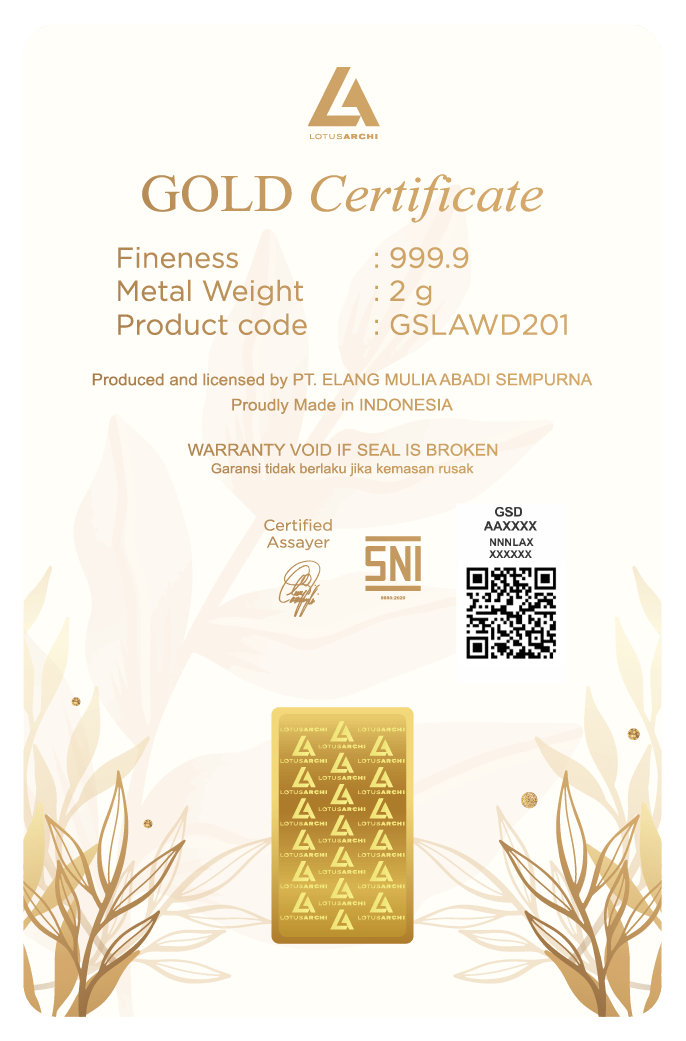 LOTUSARCHI
GOLD Certificate
Fineness : 999.9
Metal Weight : 2 g
Product code : GSLAWD201
Produced and licensed by PT. ELANG MULIA ABADI SEMPURNA
Proudly Made in INDONESIA
WARRANTY VOID IF SEAL IS BROKEN
Garansi tidak berlaku jika kemasan rusak
Certified
Assayer
SNI
GSD
AAXXXX
NNNLAX
XXXXXX
LOTUSARCHI LOTUSARCHI
LOTUSARCHI
LOTUSARCHI LOTUSARCHI
LOTUSARCHI
LOTUSARCHI LOTUSARCHI
LOTUSARCHI
LOTUSARCHI LOTUSARCHI
LOTUSARCHI
LOTUSARCHI LOTUSARCHI
LOTUSARCHI
LOTUSARCHI LOTUSARCHI
LOTUSARCHI
LOTUSARCHI LOTUSARCHI